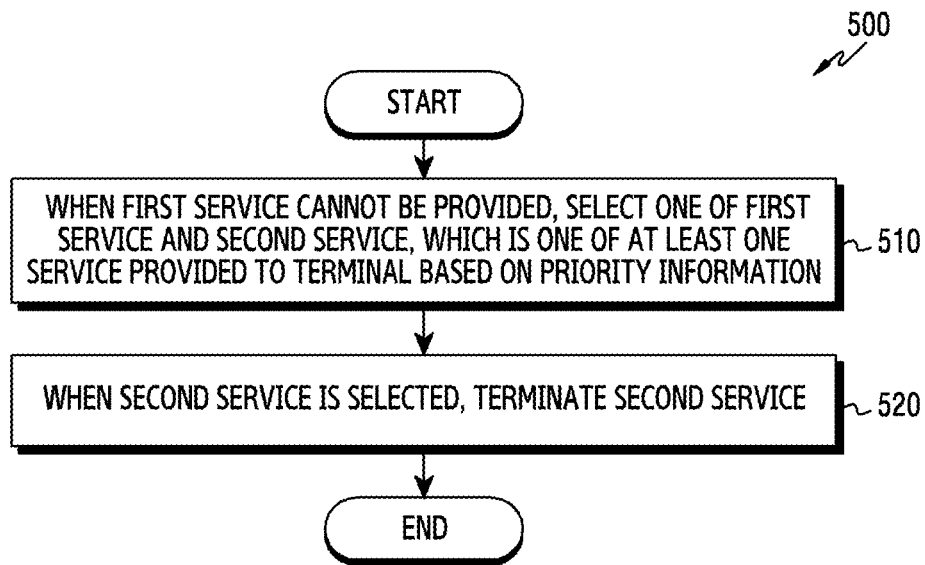 500
START
WHEN FIRST SERVICE CANNOT BE PROVIDED, SELECT ONE OF FIRST
SERVICE AND SECOND SERVICE, WHICH IS ONE OF AT LEAST ONE
SERVICE PROVIDED TO TERMINAL BASED ON PRIORITY INFORMATION
510
WHEN SECOND SERVICE IS SELECTED, TERMINATE SECOND SERVICE
520
END